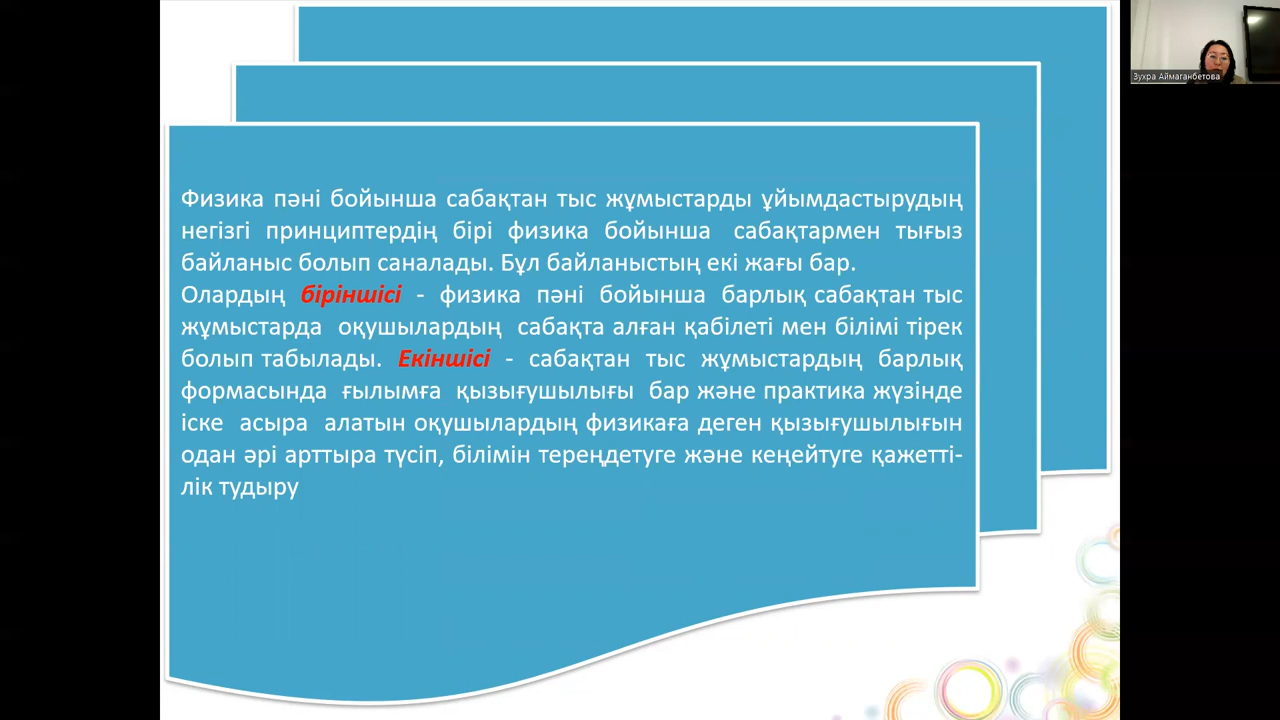 Физика пәні бойынша сабақтан тыс жұмыстарды ұйымдастырудың
негізгі принциптердің бірі физика бойынша сабақтармен тығыз
байланыс болып саналады. Бұл байланыстың екі жағы бар.
Олардың біріншісі - физика пәні бойынша барлық сабақтан тыс
жұмыстарда оқушылардың сабақта алған қабілеті мен білімі тірек
болып табылады. Екіншісі - сабақтан тыс жұмыстардың барлық
формасында ғылымға қызығушылығы бар және практика жүзінде
іске асыра алатын оқушылардың физикаға деген қызығушылығын
одан әрі арттыра түсіп, білімін тереңдетуге және кеңейтуге қажетті-
лік тудыру
Зухра Аймаганбетова